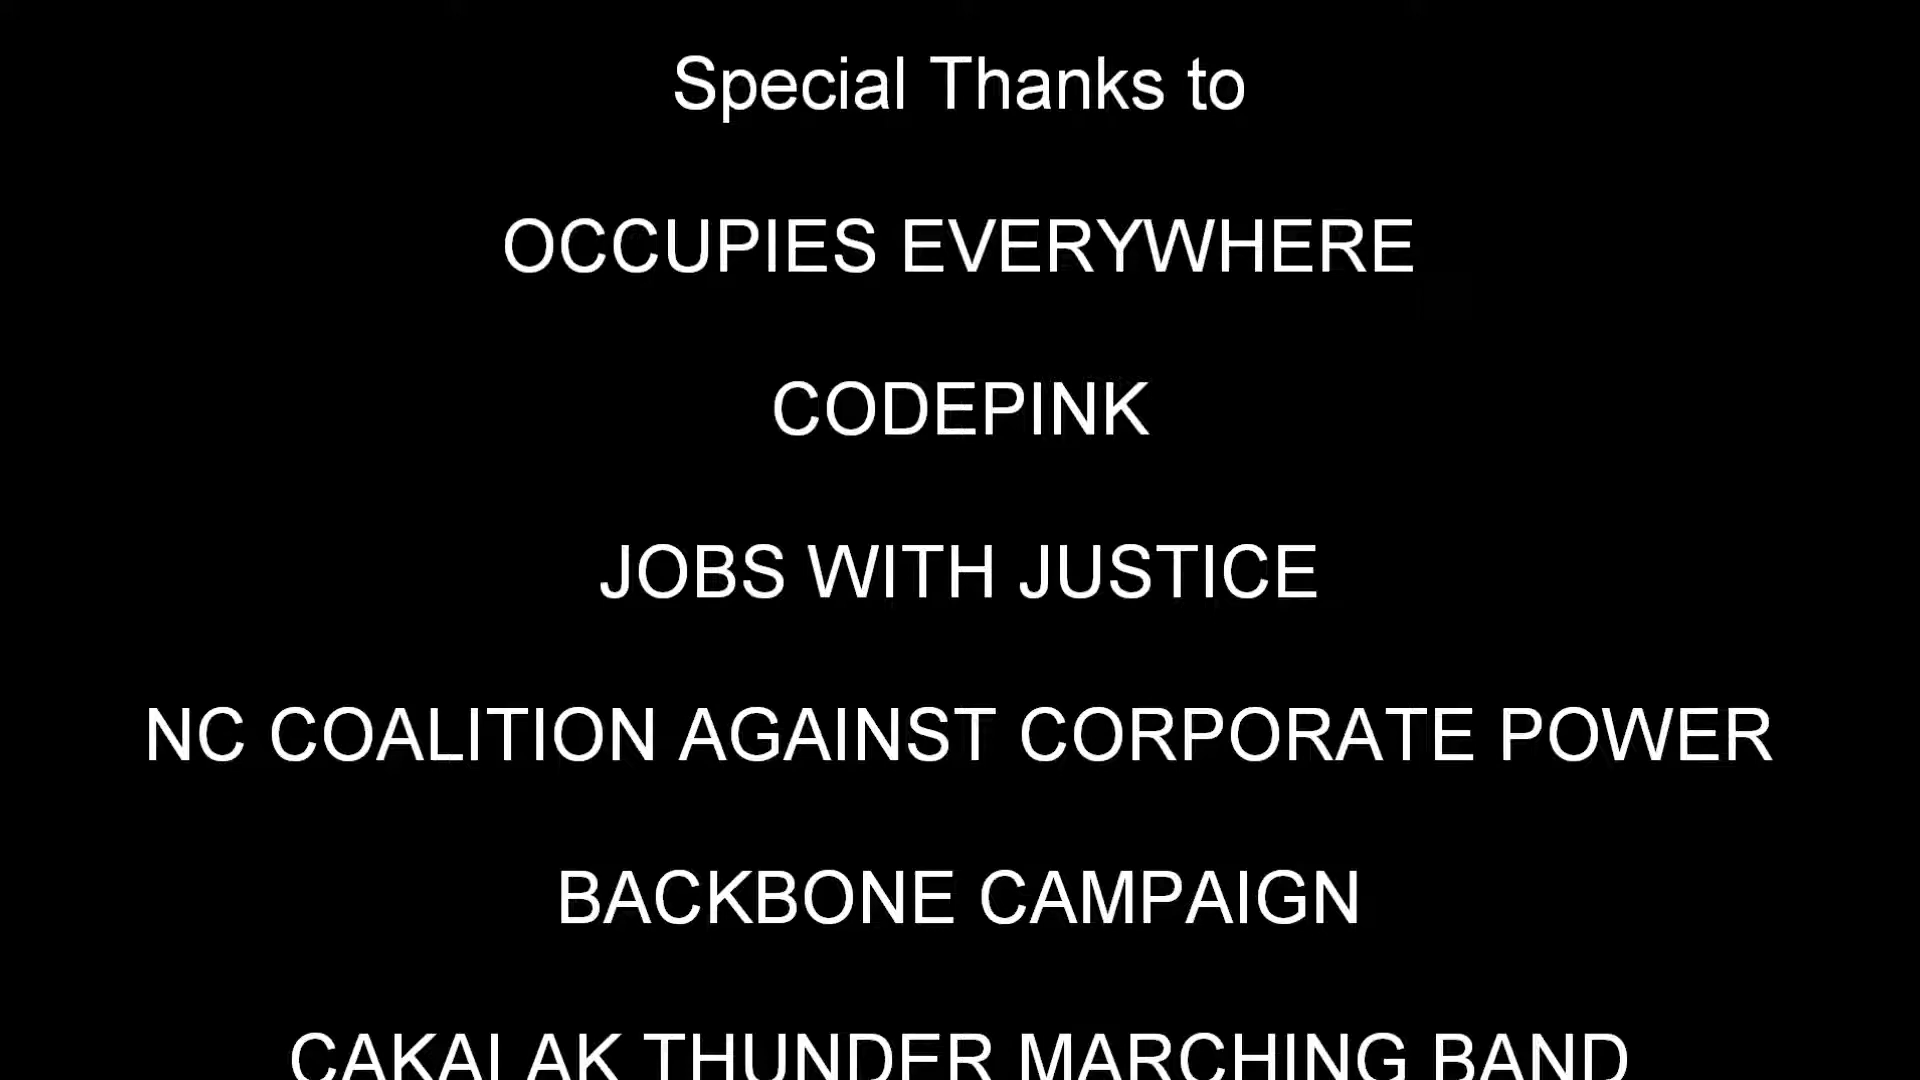 Special Thanks to
OCCUPIES EVERYWHERE
CODEPINK
JOBS WITH JUSTICE
NC COALITION AGAINST CORPORATE POWER
BACKBONE CAMPAIGN
CAKALAK THUNDER MARCHING BAND